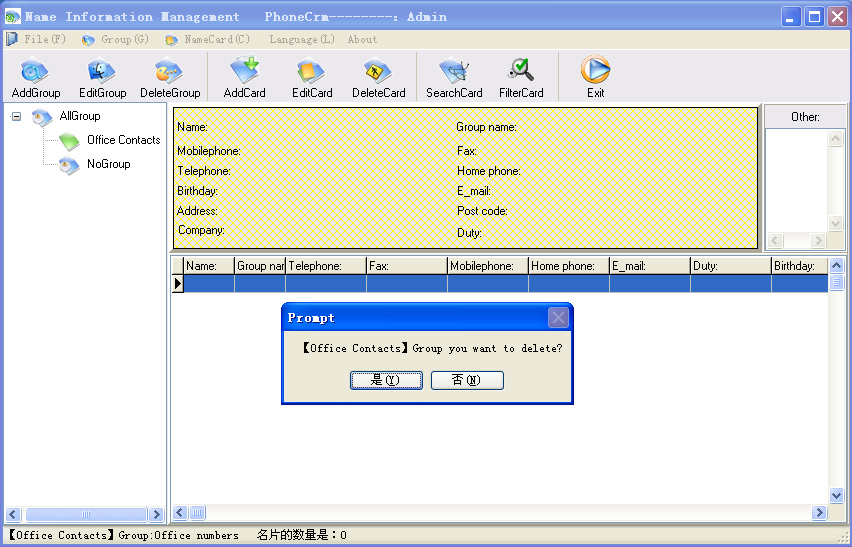 Name Information Management PhoneCrm--------: Admin
File(F) Group(G) NameCard(C) Language(L) About
AddGroup EditGroup DeleteGroup AddCard EditCard DeleteCard SearchCard FilterCard Exit
AllGroup
Office Contacts
NoGroup
Name: Group name:
Mobilephone: Fax:
Telephone: Home phone:
Birthday: E_mail:
Address: Post code:
Company: Duty:
Other:
Name: Group nar Telephone: Fax: Mobilephone: Home phone: E_mail: Duty: Birthday:
Prompt
【Office Contacts】Group you want to delete?
是(Y) 否(N)
【Office Contacts】Group:Office numbers 名片的数量是:0